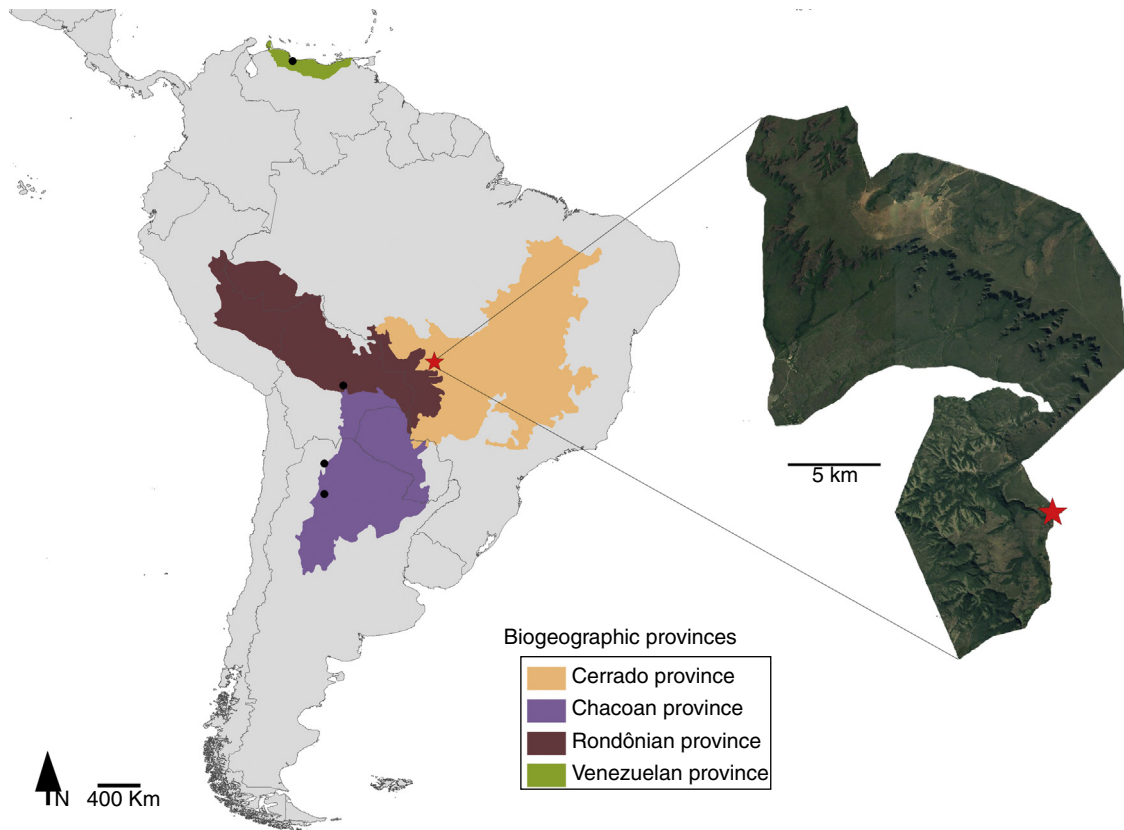 5 km
Biogeographic provinces
Cerrado province
Chacoan province
Rondônian province
Venezuelan province
N
400 Km